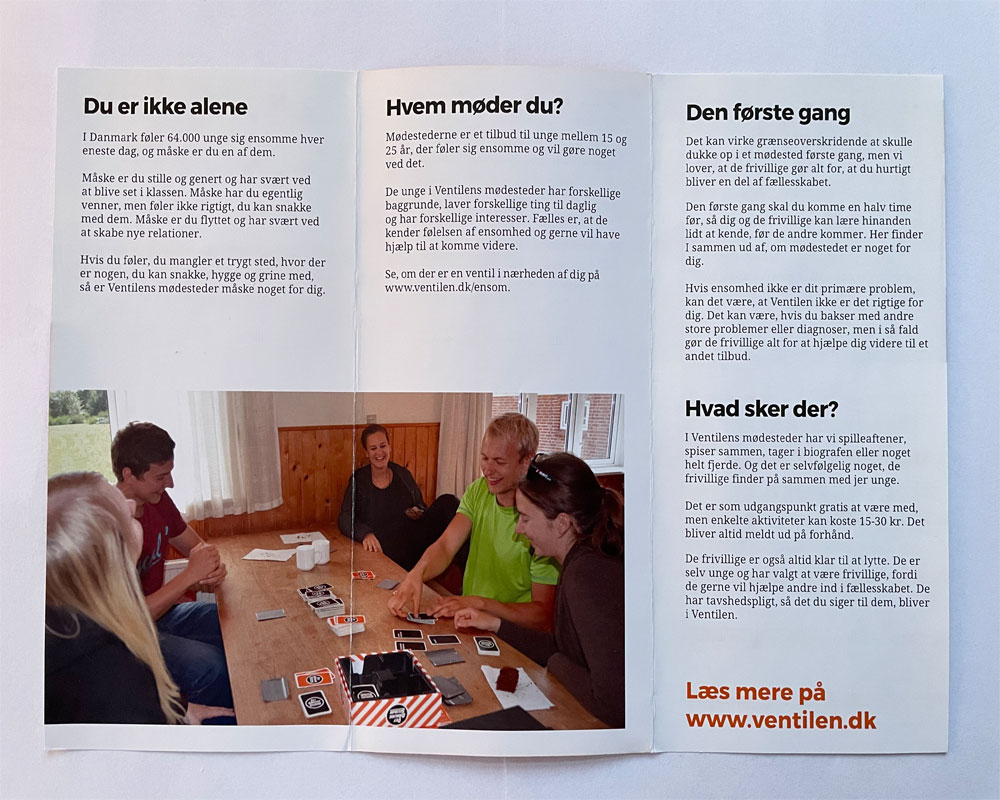 Du er ikke alene
I Danmark føler 64.000 unge sig ensomme hver
eneste dag, og måske er du en af dem.
Måske er du stille og genert og har svært ved
at blive set i klassen. Måske har du egentlig
venner, men føler ikke rigtigt, du kan snakke
med dem. Måske er du flyttet og har svært ved
at skabe nye relationer.
Hvis du føler, du mangler et trygt sted, hvor der
er nogen, du kan snakke, hygge og grine med,
så er Ventilens mødesteder måske noget for dig.
Hvem møder du?
Mødestederne er et tilbud til unge mellem 15 og
25 år, der føler sig ensomme og vil gøre noget
ved det.
De unge i Ventilens mødesteder har forskellige
baggrunde, laver forskellige ting til daglig
og har forskellige interesser. Fælles er, at de
kender følelsen af ensomhed og gerne vil have
hjælp til at komme videre.
Se, om der er en ventil i nærheden af dig på
www.ventilen.dk/ensom.
Den første gang
Det kan virke grænseoverskridende at skulle
dukke op i et mødested første gang, men vi
lover, at de frivillige gør alt for, at du hurtigt
bliver en del af fællesskabet.
Den første gang skal du komme en halv time
før, så dig og de frivillige kan lære hinanden
lidt at kende, før de andre kommer. Her finder
I sammen ud af, om mødestedet er noget for
dig.
Hvis ensomhed ikke er dit primære problem,
kan det være, at Ventilen ikke er det rigtige for
dig. Det kan være, hvis du bakser med andre
store problemer eller diagnoser, men i så fald
gør de frivillige alt for at hjælpe dig videre til et
andet tilbud.
Hvad sker der?
I Ventilens mødesteder har vi spilleaftener,
spiser sammen, tager i biografen eller noget
helt fjerde. Og det er selvfølgelig noget, de
frivillige finder på sammen med jer unge.
Det er som udgangspunt gratis at være med,
men enkelte aktiviteter kan koste 15-30 kr. Det
bliver altid meldt ud på forhånd.
De frivillige er også altid klar til at lytte. De er
selv unge og har valgt at være frivillige, fordi
de gerne vil hjælpe andre ind i fællesskabet. De
har tavshedspligt, så det du siger til dem, bliver
i Ventilen.
Læs mere på
www.ventilen.dk